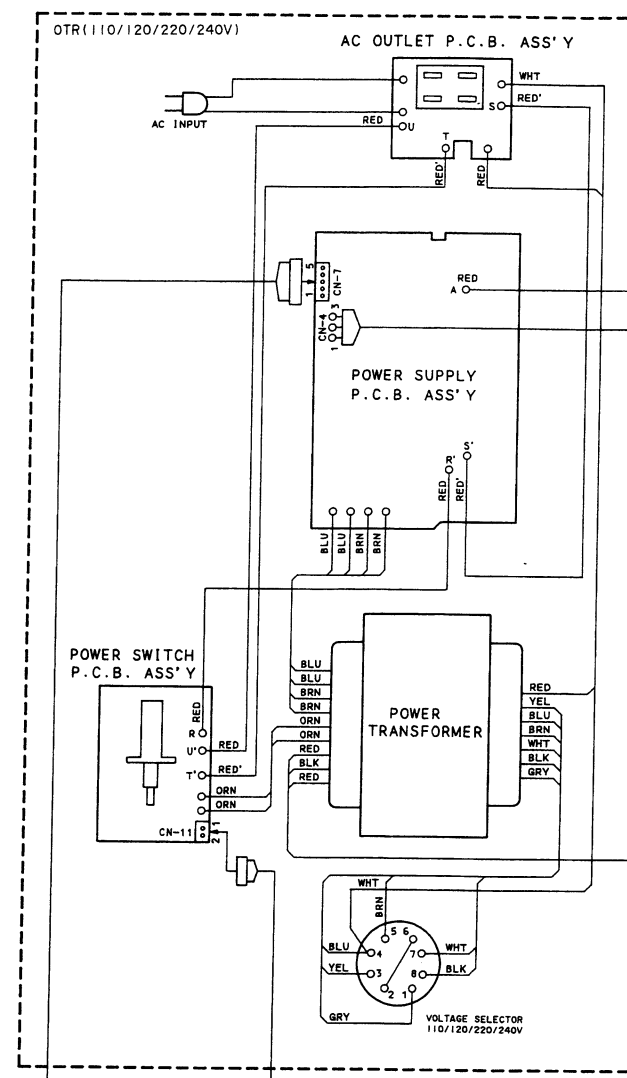 OTR(110/120/220/240V)
AC OUTLET P.C.B. ASS'Y
AC INPUT
WHT
S RED'
RED U
T
RED'
RED
5
1
CN-7
RED
A
3
CN-4
1
POWER SUPPLY
P.C.B. ASS'Y
R'
S'
RED
RED'
BLU
BLU
BRN
BRN
POWER SWITCH
P.C.B. ASS'Y
RED
R
U' RED
T' RED'
ORN
ORN
CN-11
1
2
BLU
BLU
BRN
BRN
ORN
ORN
RED
BLK
RED
POWER
TRANSFORMER
RED
YEL
BLU
BRN
WHT
BLK
GRY
WHT
BRN
5 6
BLU 4 7 WHT
YEL 3 8 BLK
2 1
GRY
VOLTAGE SELECTOR
110/120/220/240V